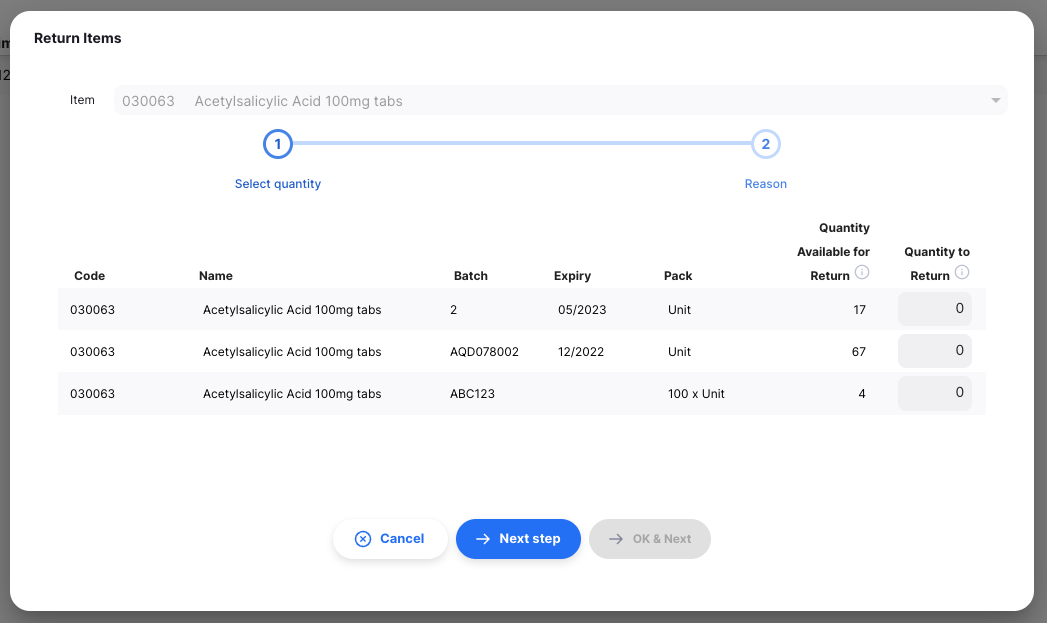 Return Items
Item 030063 Acetylsalicylic Acid 100mg tabs
1 2
Select quantity Reason
Quantity
Available for Quantity to
Code Name Batch Expiry Pack Return Return
030063 Acetylsalicylic Acid 100mg tabs 2 05/2023 Unit 17 0
030063 Acetylsalicylic Acid 100mg tabs AQD078002 12/2022 Unit 67 0
030063 Acetylsalicylic Acid 100mg tabs ABC123 100 x Unit 4 0
Cancel Next step OK & Next